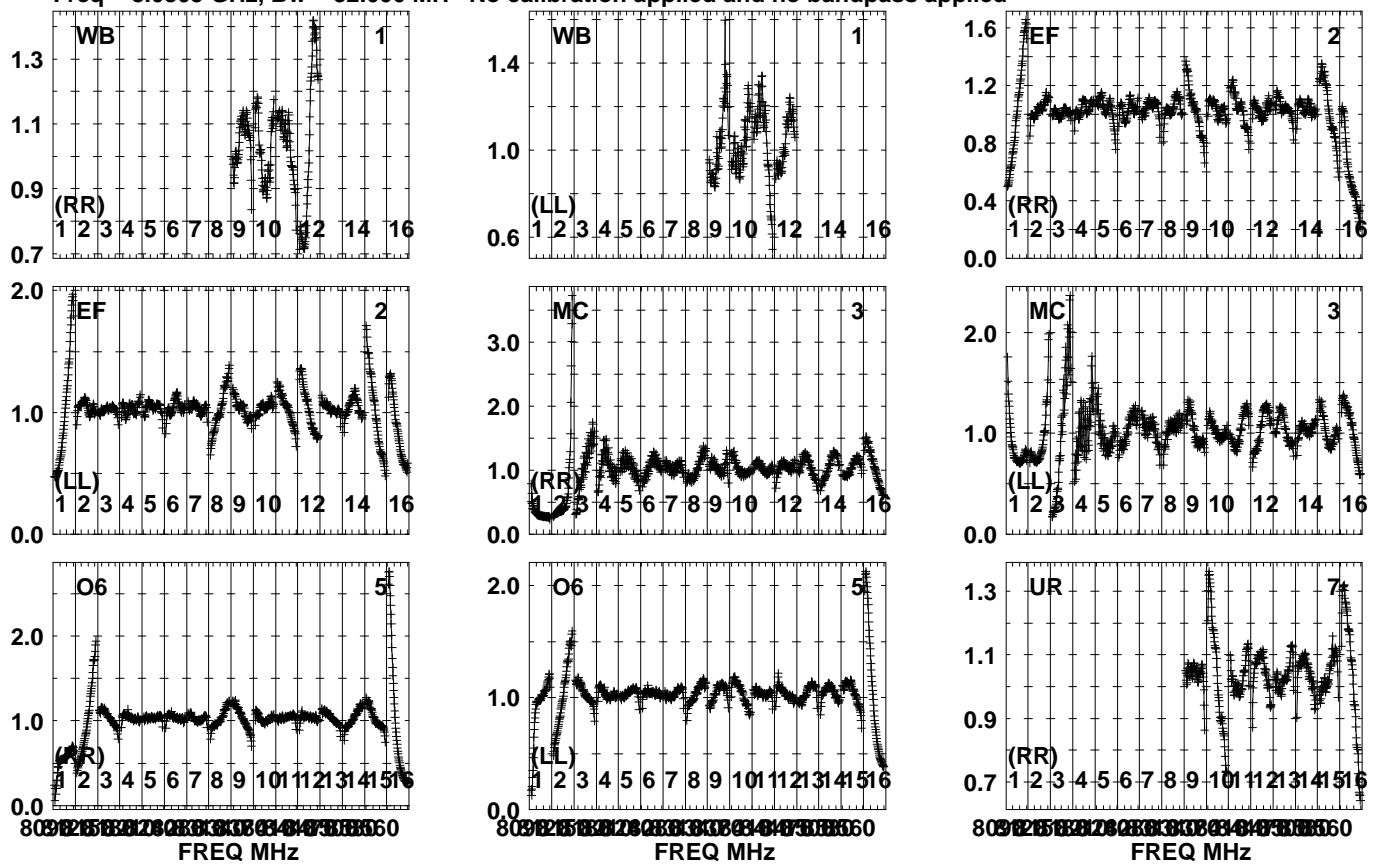 No calibration applied and no bandpass applied
WB 1
1.3
1.1
0.9
0.7
(RR)
1 2 3 4 5 6 7 8 9 10 12 14 16
WB 1
1.4
1.0
0.6
(LL)
1 2 3 4 5 6 7 8 9 10 12 14 16
EF 2
1.6
1.2
0.8
0.4
0.0
(RR)
1 2 3 4 5 6 7 8 9 10 12 14 16
EF 2
2.0
1.0
0.0
(LL)
1 2 3 4 5 6 7 8 9 10 12 14 16
MC 3
3.0
2.0
1.0
0.0
(RR)
1 2 3 4 5 6 7 8 9 10 12 14 16
MC 3
2.0
1.0
0.0
(LL)
1 2 3 4 5 6 7 8 9 10 12 14 16
O6 5
2.0
1.0
0.0
(RR)
1 2 3 4 5 6 7 8 9 10 11 12 13 14 15 16
FREQ MHz
O6 5
2.0
1.0
0.0
(LL)
1 2 3 4 5 6 7 8 9 10 11 12 13 14 15 16
UR 7
1.3
1.1
0.9
0.7
(RR)
1 2 3 4 5 6 7 8 9 10 11 12 13 14 15 16
FREQ MHz